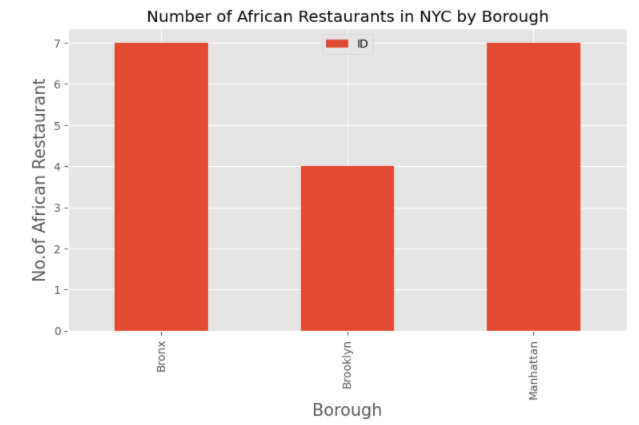 Number of African Restaurants in NYC by Borough
ID
No.of African Restaurant
7
6
5
4
3
2
1
0
Bronx
Brooklyn
Manhattan
Borough